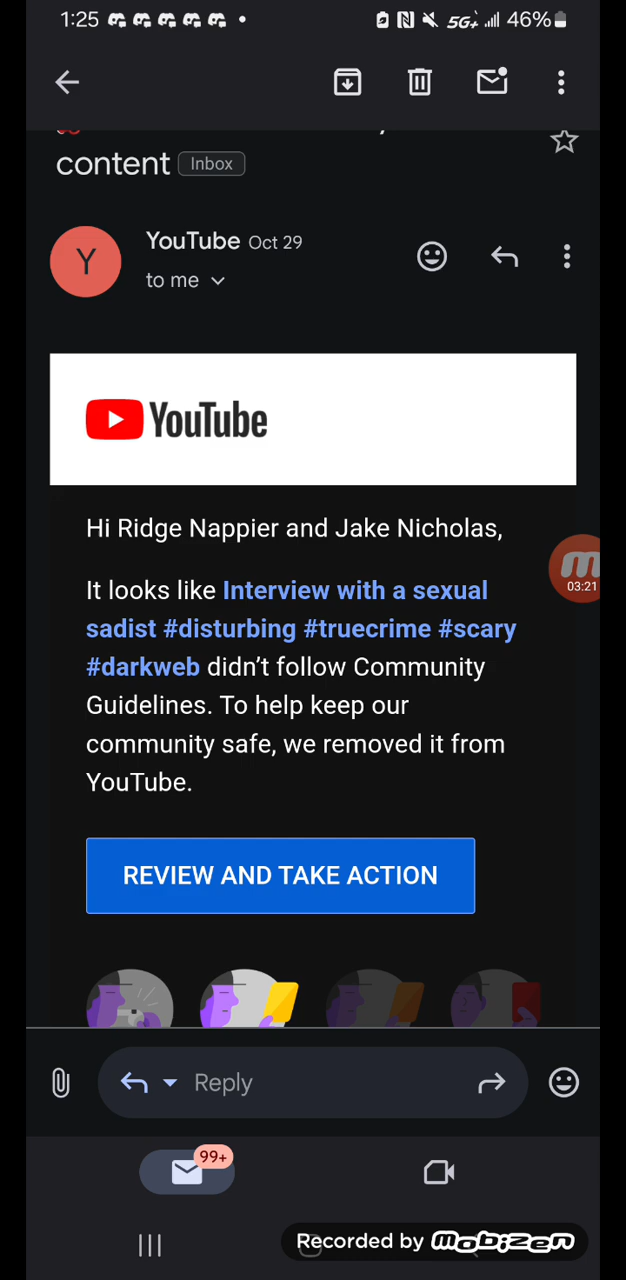 1:25 5G+ 46%
content Inbox
YouTube Oct 29
Y
to me
YouTube
Hi Ridge Nappier and Jake Nicholas,
It looks like Interview with a sexual
03:21
sadist #disturbing #truecrime #scary
#darkweb didn’t follow Community
Guidelines. To help keep our
community safe, we removed it from
YouTube.
REVIEW AND TAKE ACTION
Reply
99+
Recorded by mobizen